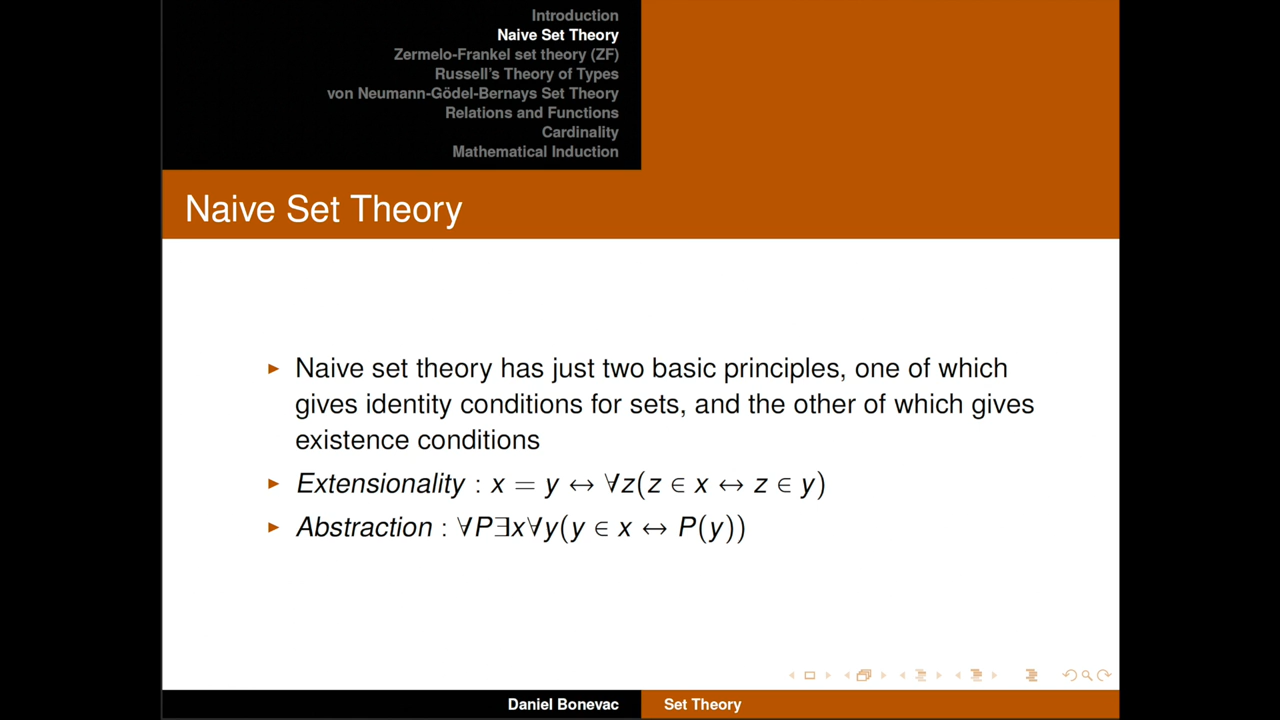 Introduction
Naive Set Theory
Zermelo-Frankel set theory (ZF)
Russell's Theory of Types
von Neumann-Gödel-Bernays Set Theory
Relations and Functions
Cardinality
Mathematical Induction
Naive Set Theory
Naive set theory has just two basic principles, one of which
gives identity conditions for sets, and the other of which gives
existence conditions
Extensionality : x = y ↔ ∀z(z ∈ x ↔ z ∈ y)
Abstraction : ∀P∃x∀y(y ∈ x ↔ P(y))
Daniel Bonevac
Set Theory